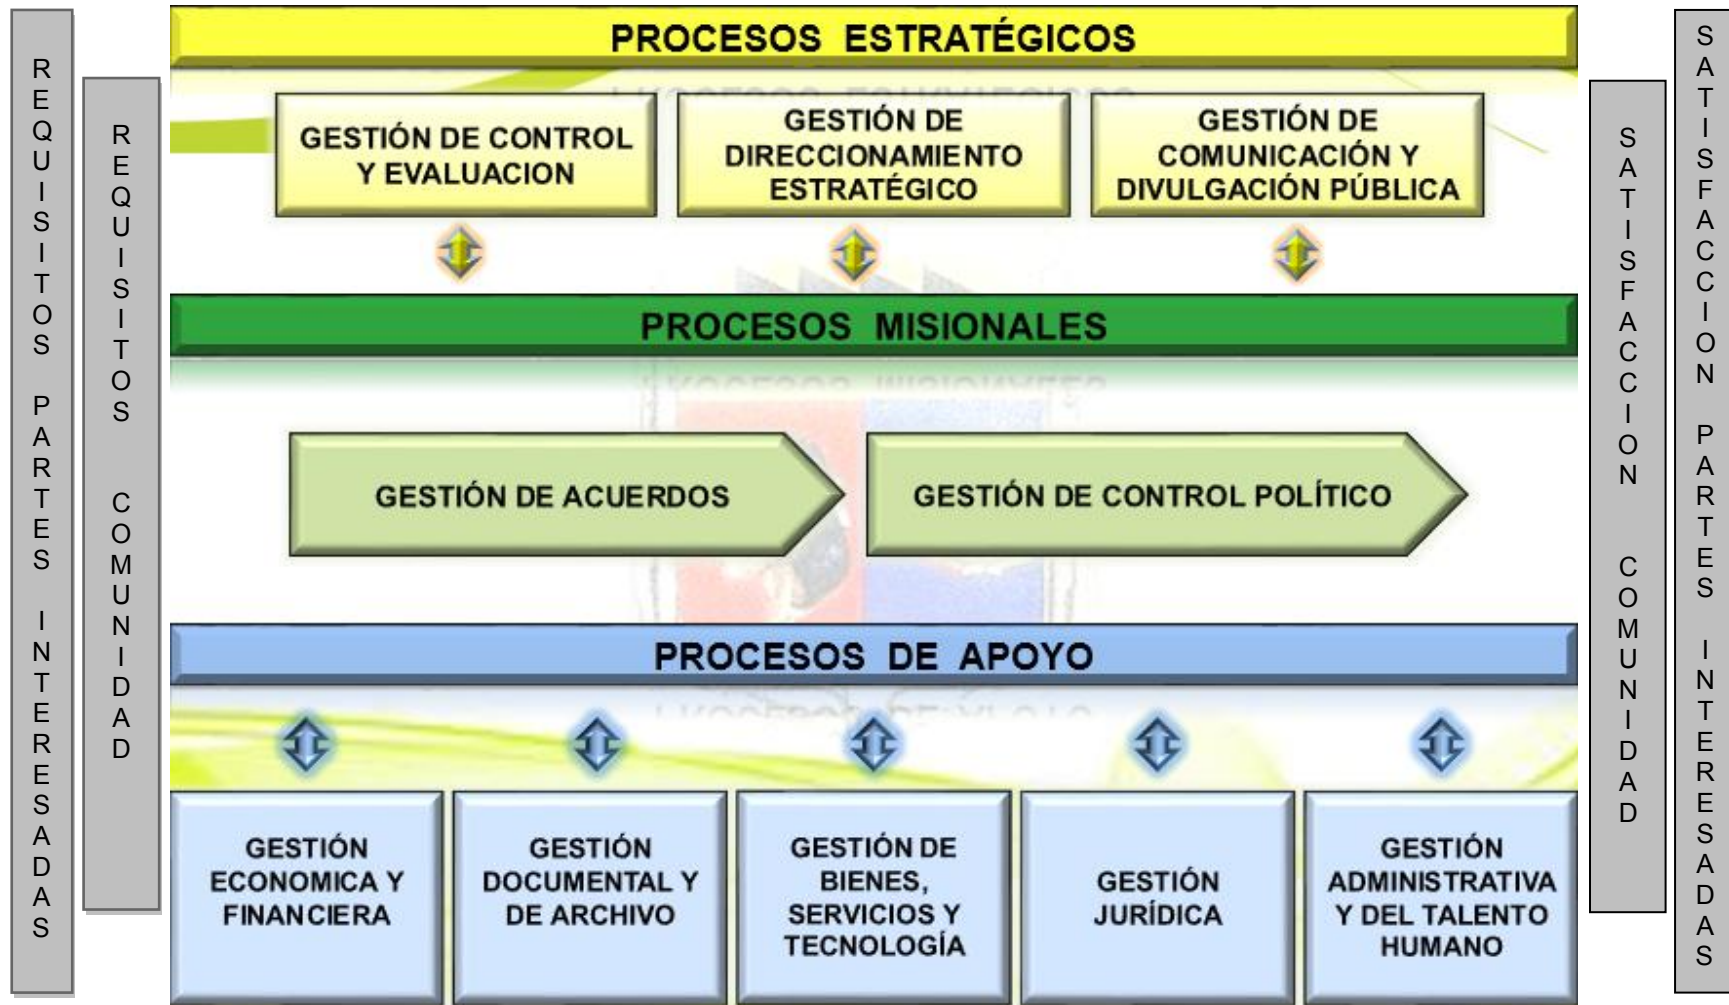 REQUISITOS PARTES INTERESADAS
REQUISITOS COMUNIDAD
PROCESOS ESTRATÉGICOS
GESTIÓN DE CONTROL
Y EVALUACION
GESTIÓN DE
DIRECCIONAMIENTO
ESTRATÉGICO
GESTIÓN DE
COMUNICACIÓN Y
DIVULGACIÓN PÚBLICA
PROCESOS MISIONALES
GESTIÓN DE ACUERDOS
GESTIÓN DE CONTROL POLÍTICO
PROCESOS DE APOYO
GESTIÓN
ECONOMICA Y
FINANCIERA
GESTIÓN
DOCUMENTAL Y
DE ARCHIVO
GESTIÓN DE
BIENES,
SERVICIOS Y
TECNOLOGÍA
GESTIÓN
JURÍDICA
GESTIÓN
ADMINISTRATIVA
Y DEL TALENTO
HUMANO
SATISFACCION COMUNIDAD
SATISFACCION PARTES INTERESADAS